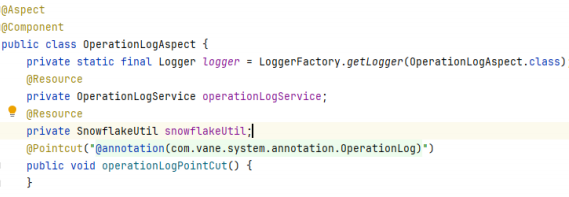 @Aspect
@Component
public class OperationLogAspect {
    private static final Logger logger = LoggerFactory.getLogger(OperationLogAspect.class)
    @Resource
    private OperationLogService operationLogService;
    @Resource
    private SnowflakeUtil snowflakeUtil;
    @Pointcut("@annotation(com.vane.system.annotation.OperationLog)")
    public void operationLogPointCut() {
    }